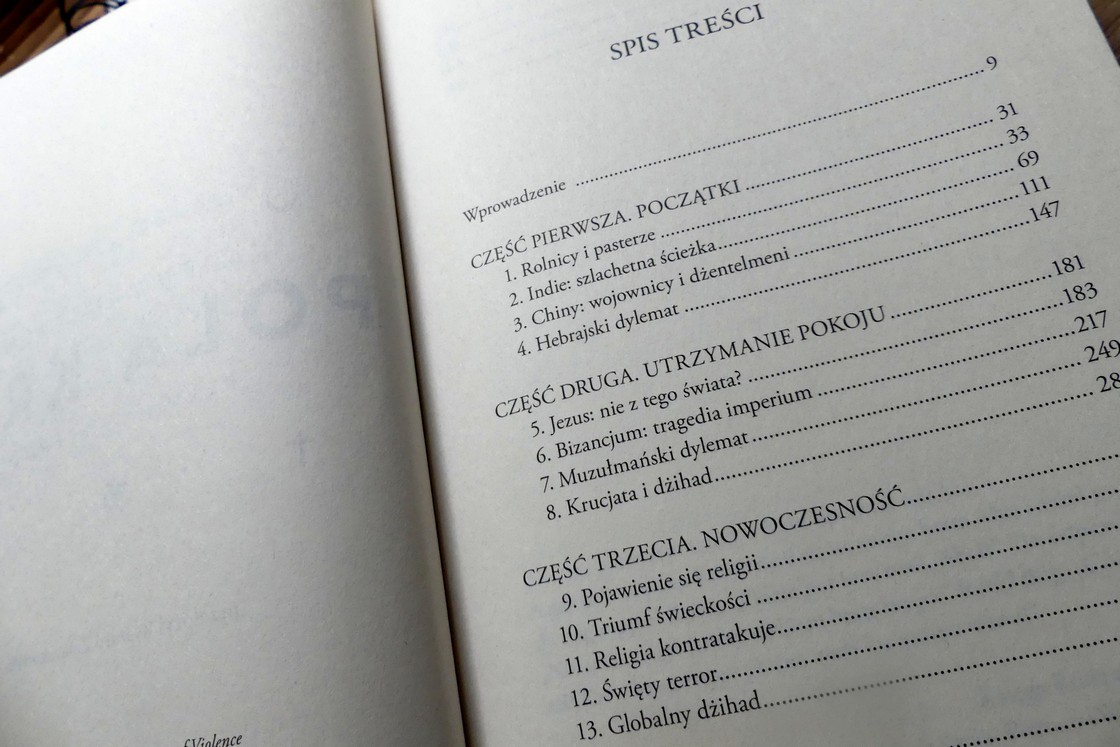 f Violence
SPIS TREŚCI
Wprowadzenie ........ 9
CZĘŚĆ PIERWSZA. POCZĄTKI ........ 31
1. Rolnicy i pasterze ........ 33
2. Indie: szlachetna ścieżka ........ 69
3. Chiny: wojownicy i dżentelmeni ........ 111
4. Hebrajski dylemat ........ 147
CZĘŚĆ DRUGA. UTRZYMANIE POKOJU ........ 181
5. Jezus: nie z tego świata? ........ 183
6. Bizancjum: tragedia imperium ........ 217
7. Muzułmański dylemat ........ 249
8. Krucjata i dżihad ........ 28
CZĘŚĆ TRZECIA. NOWOCZESNOŚĆ ........
9. Pojawienie się religii ........
10. Triumf świeckości ........
11. Religia kontratakuje ........
12. Święty terror ........
13. Globalny dżihad ........